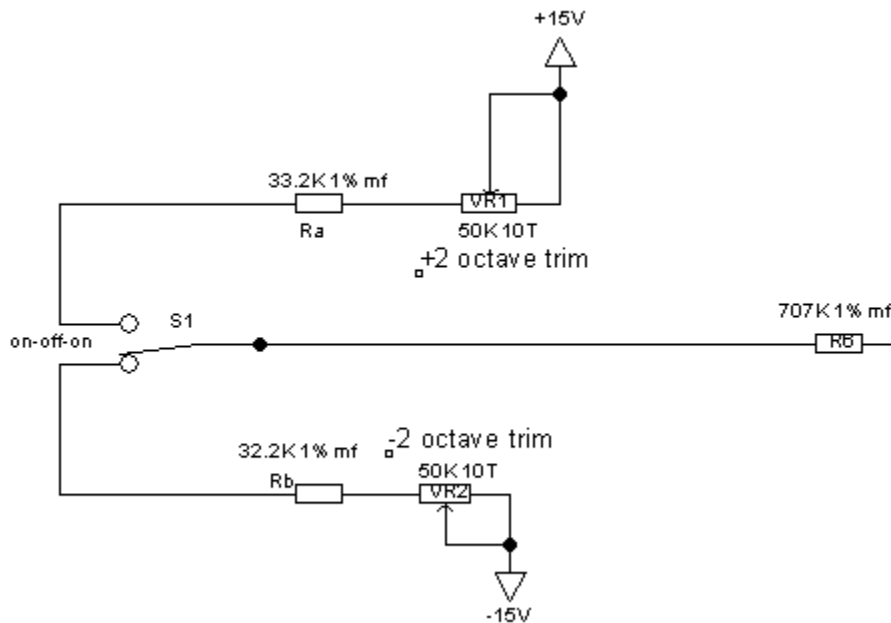 +15V
33.2K 1% mf
VR1
Ra
50K 10T
+2 octave trim
707K 1% mf
S1
on-off-on
R6
-2 octave trim
32.2K 1% mf
50K 10T
Rb
VR2
-15V